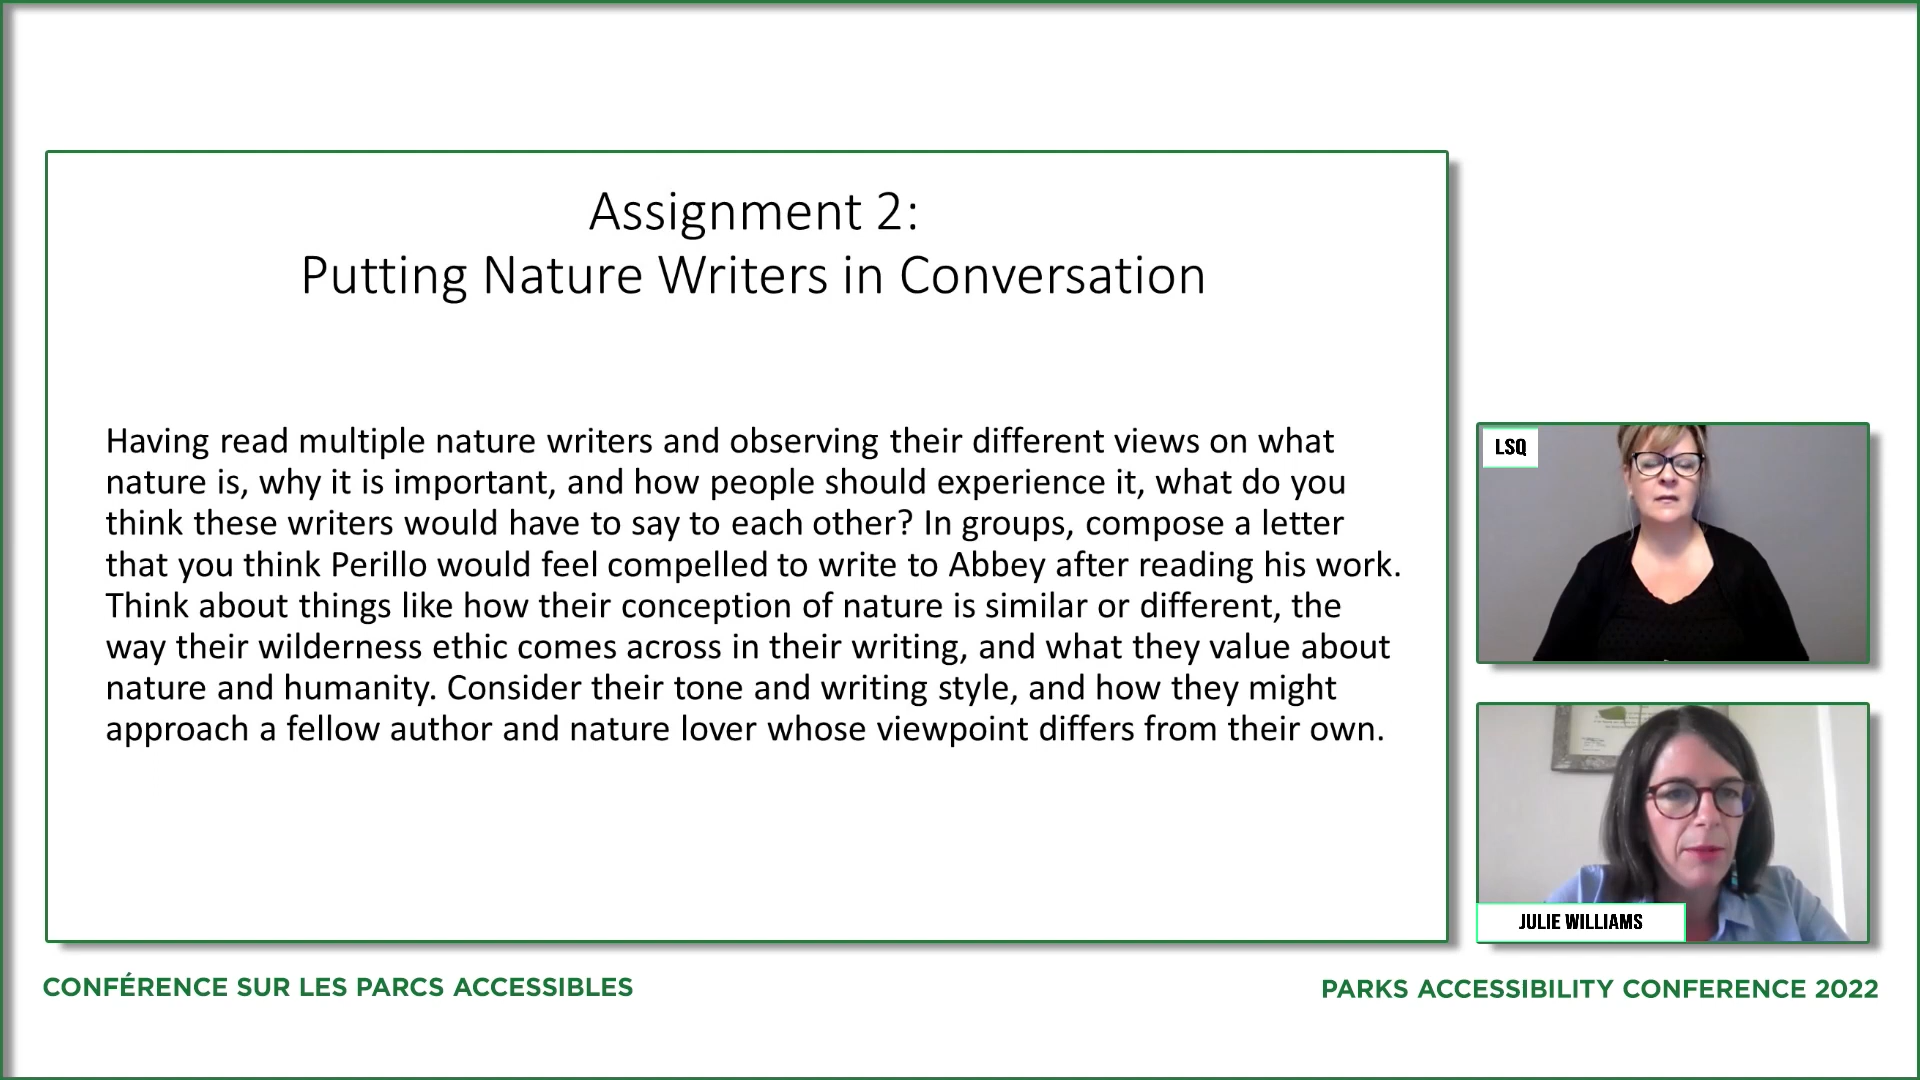 Assignment 2:
Putting Nature Writers in Conversation
Having read multiple nature writers and observing their different views on what
nature is, why it is important, and how people should experience it, what do you
think these writers would have to say to each other? In groups, compose a letter
that you think Perillo would feel compelled to write to Abbey after reading his work.
Think about things like how their conception of nature is similar or different, the
way their wilderness ethic comes across in their writing, and what they value about
nature and humanity. Consider their tone and writing style, and how they might
approach a fellow author and nature lover whose viewpoint differs from their own.
LSQ
JULIE WILLIAMS
CONFÉRENCE SUR LES PARCS ACCESSIBLES
PARKS ACCESSIBILITY CONFERENCE 2022